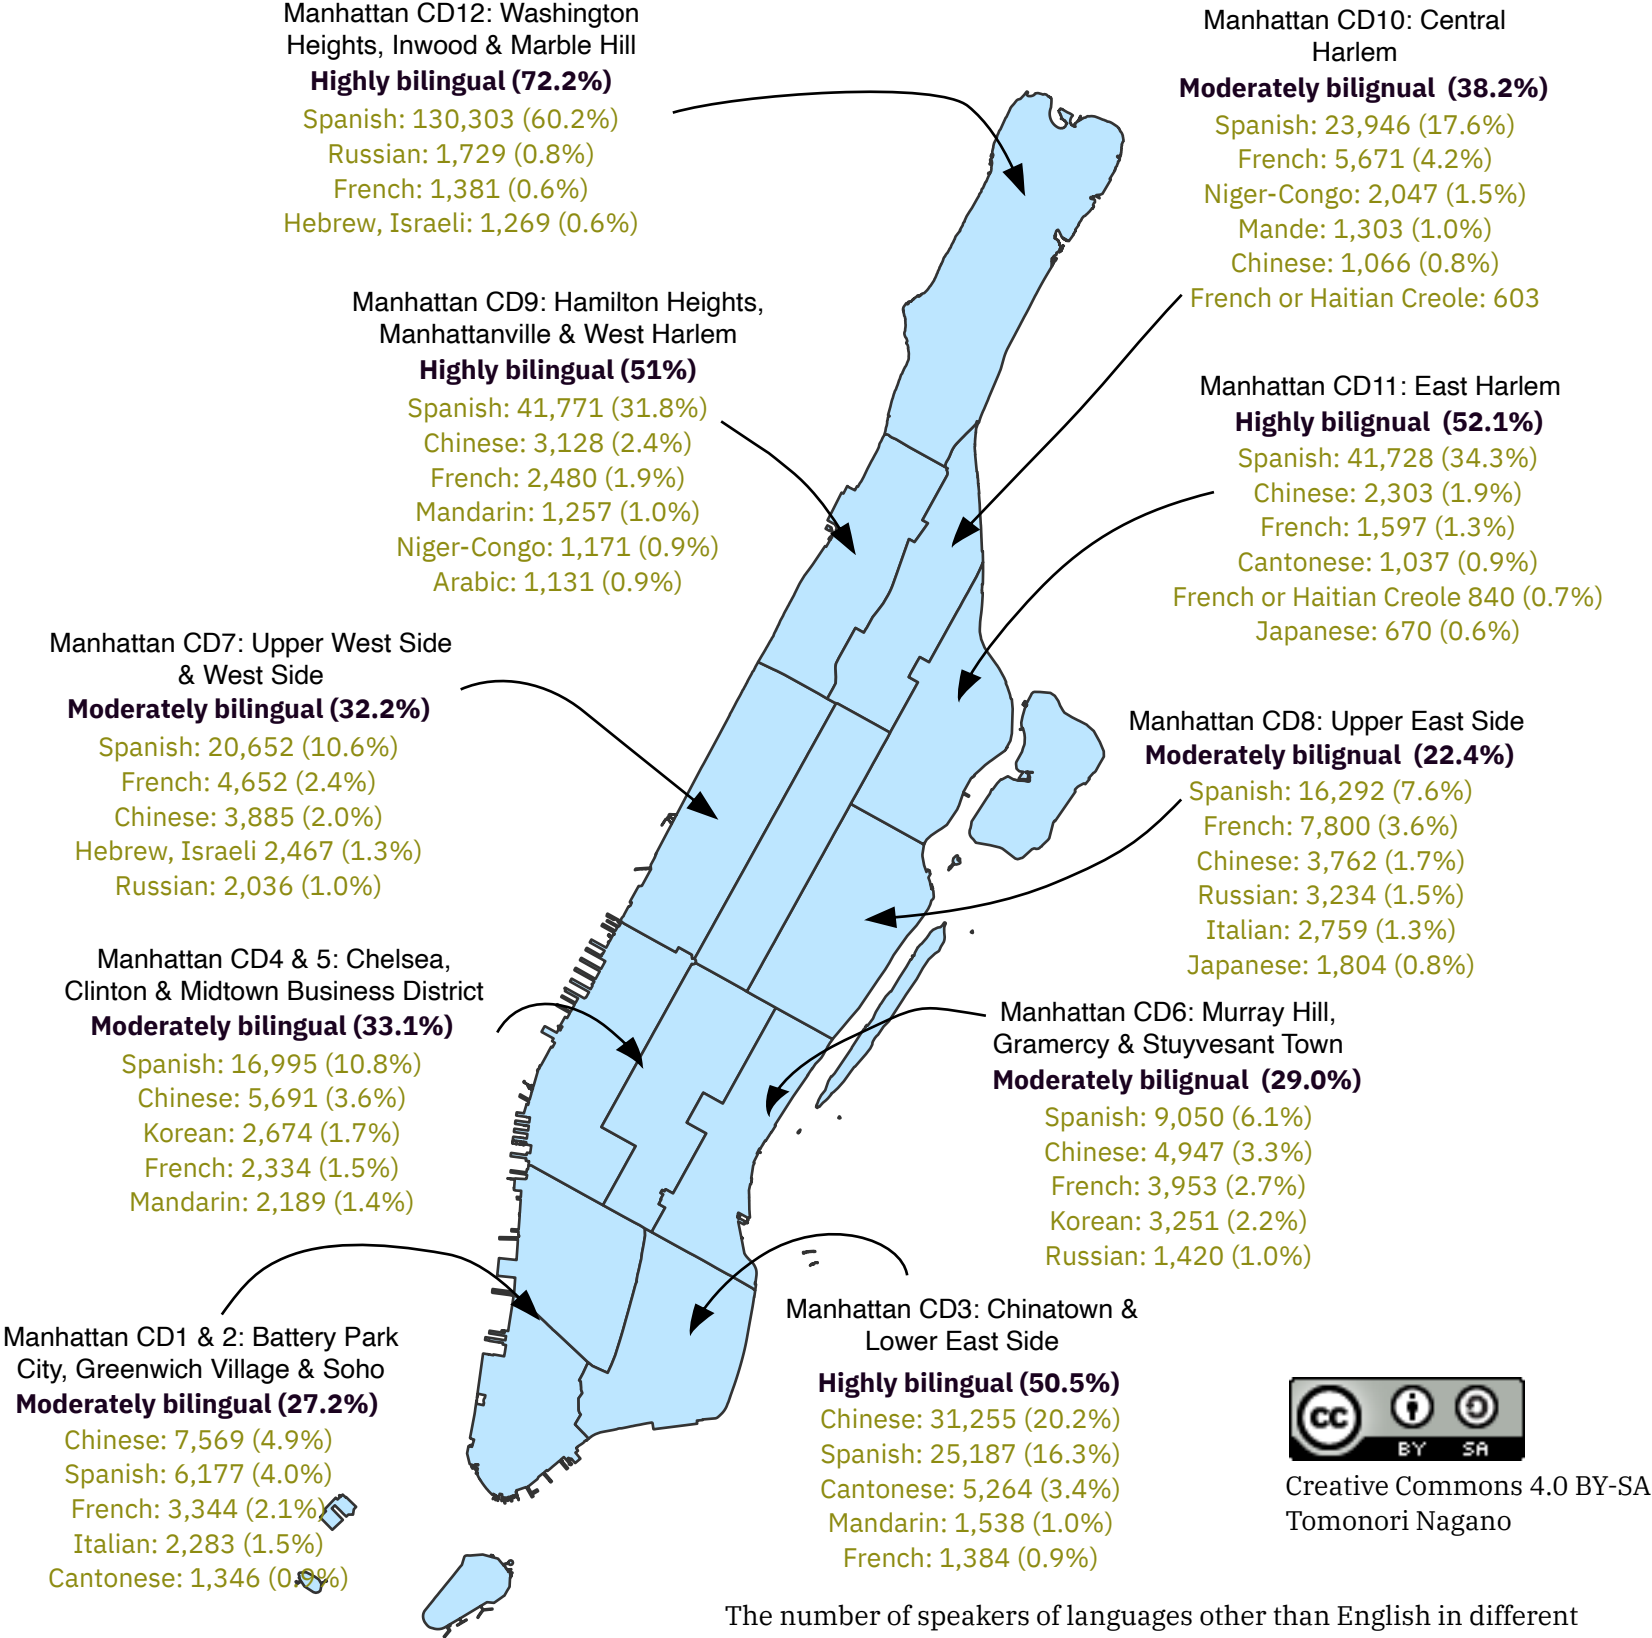 Manhattan CD12: Washington
Heights, Inwood & Marble Hill
Highly bilingual (72.2%)
Spanish: 130,303 (60.2%)
Russian: 1,729 (0.8%)
French: 1,381 (0.6%)
Hebrew, Israeli: 1,269 (0.6%)
Manhattan CD10: Central
Harlem
Moderately bilignual (38.2%)
Spanish: 23,946 (17.6%)
French: 5,671 (4.2%)
Niger-Congo: 2,047 (1.5%)
Mande: 1,303 (1.0%)
Chinese: 1,066 (0.8%)
French or Haitian Creole: 603
Manhattan CD9: Hamilton Heights,
Manhattanville & West Harlem
Highly bilingual (51%)
Spanish: 41,771 (31.8%)
Chinese: 3,128 (2.4%)
French: 2,480 (1.9%)
Mandarin: 1,257 (1.0%)
Niger-Congo: 1,171 (0.9%)
Arabic: 1,131 (0.9%)
Manhattan CD11: East Harlem
Highly bilignual (52.1%)
Spanish: 41,728 (34.3%)
Chinese: 2,303 (1.9%)
French: 1,597 (1.3%)
Cantonese: 1,037 (0.9%)
French or Haitian Creole 840 (0.7%)
Japanese: 670 (0.6%)
Manhattan CD7: Upper West Side
& West Side
Moderately bilingual (32.2%)
Spanish: 20,652 (10.6%)
French: 4,652 (2.4%)
Chinese: 3,885 (2.0%)
Hebrew, Israeli 2,467 (1.3%)
Russian: 2,036 (1.0%)
Manhattan CD8: Upper East Side
Moderately bilignual (22.4%)
Spanish: 16,292 (7.6%)
French: 7,800 (3.6%)
Chinese: 3,762 (1.7%)
Russian: 3,234 (1.5%)
Italian: 2,759 (1.3%)
Japanese: 1,804 (0.8%)
Manhattan CD4 & 5: Chelsea,
Clinton & Midtown Business District
Moderately bilingual (33.1%)
Spanish: 16,995 (10.8%)
Chinese: 5,691 (3.6%)
Korean: 2,674 (1.7%)
French: 2,334 (1.5%)
Mandarin: 2,189 (1.4%)
Manhattan CD6: Murray Hill,
Gramercy & Stuyvesant Town
Moderately bilignual (29.0%)
Spanish: 9,050 (6.1%)
Chinese: 4,947 (3.3%)
French: 3,953 (2.7%)
Korean: 3,251 (2.2%)
Russian: 1,420 (1.0%)
Manhattan CD1 & 2: Battery Park
City, Greenwich Village & Soho
Moderately bilingual (27.2%)
Chinese: 7,569 (4.9%)
Spanish: 6,177 (4.0%)
French: 3,344 (2.1%)
Italian: 2,283 (1.5%)
Cantonese: 1,346 (0.9%)
Manhattan CD3: Chinatown &
Lower East Side
Highly bilingual (50.5%)
Chinese: 31,255 (20.2%)
Spanish: 25,187 (16.3%)
Cantonese: 5,264 (3.4%)
Mandarin: 1,538 (1.0%)
French: 1,384 (0.9%)
cc
BY SA
Creative Commons 4.0 BY-SA
Tomonori Nagano
The number of speakers of languages other than English in different